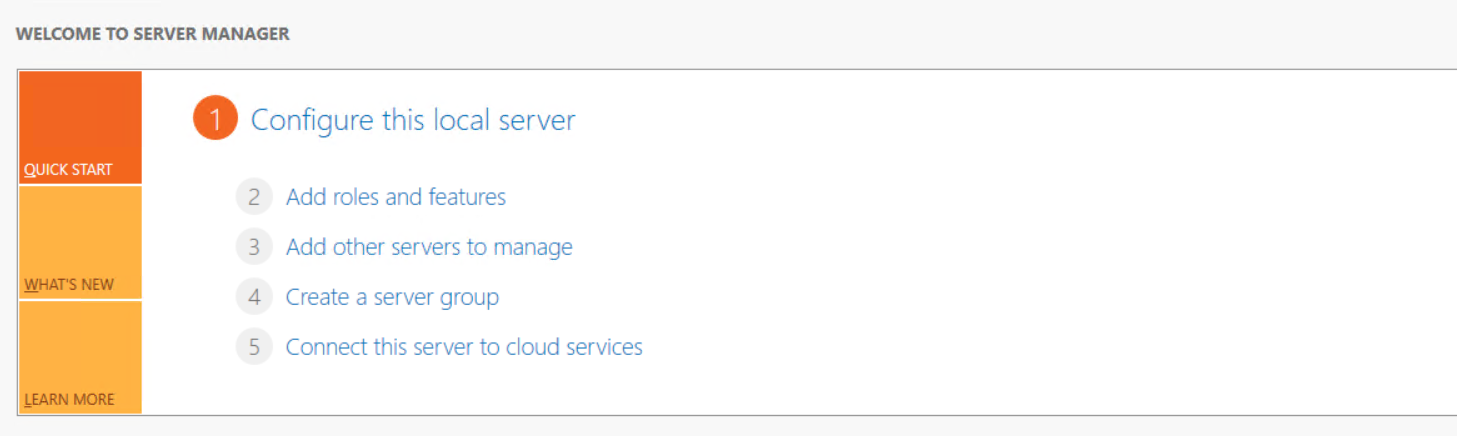 WELCOME TO SERVER MANAGER
QUICK START
WHAT'S NEW
LEARN MORE
1 Configure this local server
2 Add roles and features
3 Add other servers to manage
4 Create a server group
5 Connect this server to cloud services